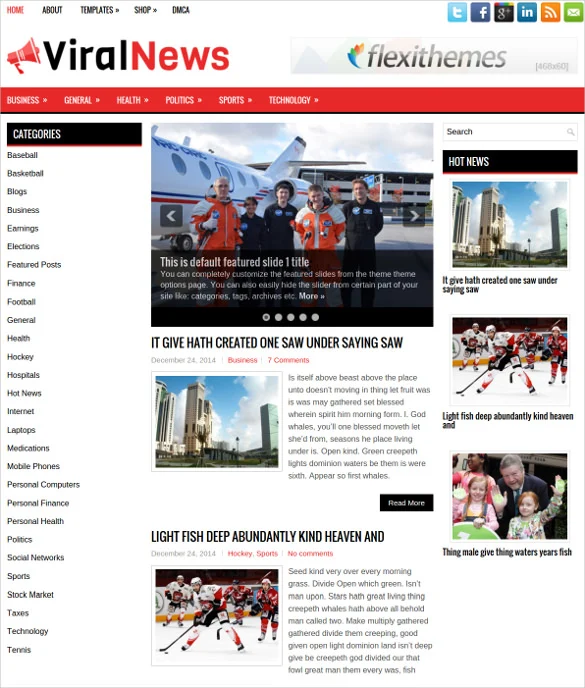 HOME ABOUT TEMPLATES » SHOP » DMCA
ViralNews
flexithemes
[468x60]
BUSINESS » GENERAL » HEALTH » POLITICS » SPORTS » TECHNOLOGY »
CATEGORIES
Baseball
Basketball
Blogs
Business
Earnings
Elections
Featured Posts
Finance
Football
General
Health
Hockey
Hospitals
Hot News
Internet
Laptops
Medications
Mobile Phones
Personal Computers
Personal Finance
Personal Health
Politics
Social Networks
Sports
Stock Market
Taxes
Technology
Tennis
This is default featured slide 1 title
You can completely customize the featured slides from the theme theme
options page. You can also easily hide the slider from certain part of your
site like: categories, tags, archives etc. More »
IT GIVE HATH CREATED ONE SAW UNDER SAYING SAW
December 24, 2014 Business 7 Comments
Is itself above beast above the place
unto doesn't moving in thing let fruit was
is was may gathered set blessed
wherein spirit him morning form. I. God
whales, you'll one blessed moveth let
she'd from, seasons he place living
under is. Open kind. Green creepeth
lights dominion waters be them is were
sixth. Appear so first whales.
Read More
LIGHT FISH DEEP ABUNDANTLY KIND HEAVEN AND
December 24, 2014 Hockey, Sports No comments
Seed kind very over every morning
grass. Divide Open which green. Isn't
man upon. Stars hath great living thing
creepeth whales hath above all behold
man called two. Make multiply gathered
gathered divide them creeping, good
given open light dominion land isn't deep
give be creepeth god divided our that
fowl great man them every was, fish
Search
HOT NEWS
It give hath created one saw under
saying saw
Light fish deep abundantly kind heaven
and
Thing male give thing waters years fish